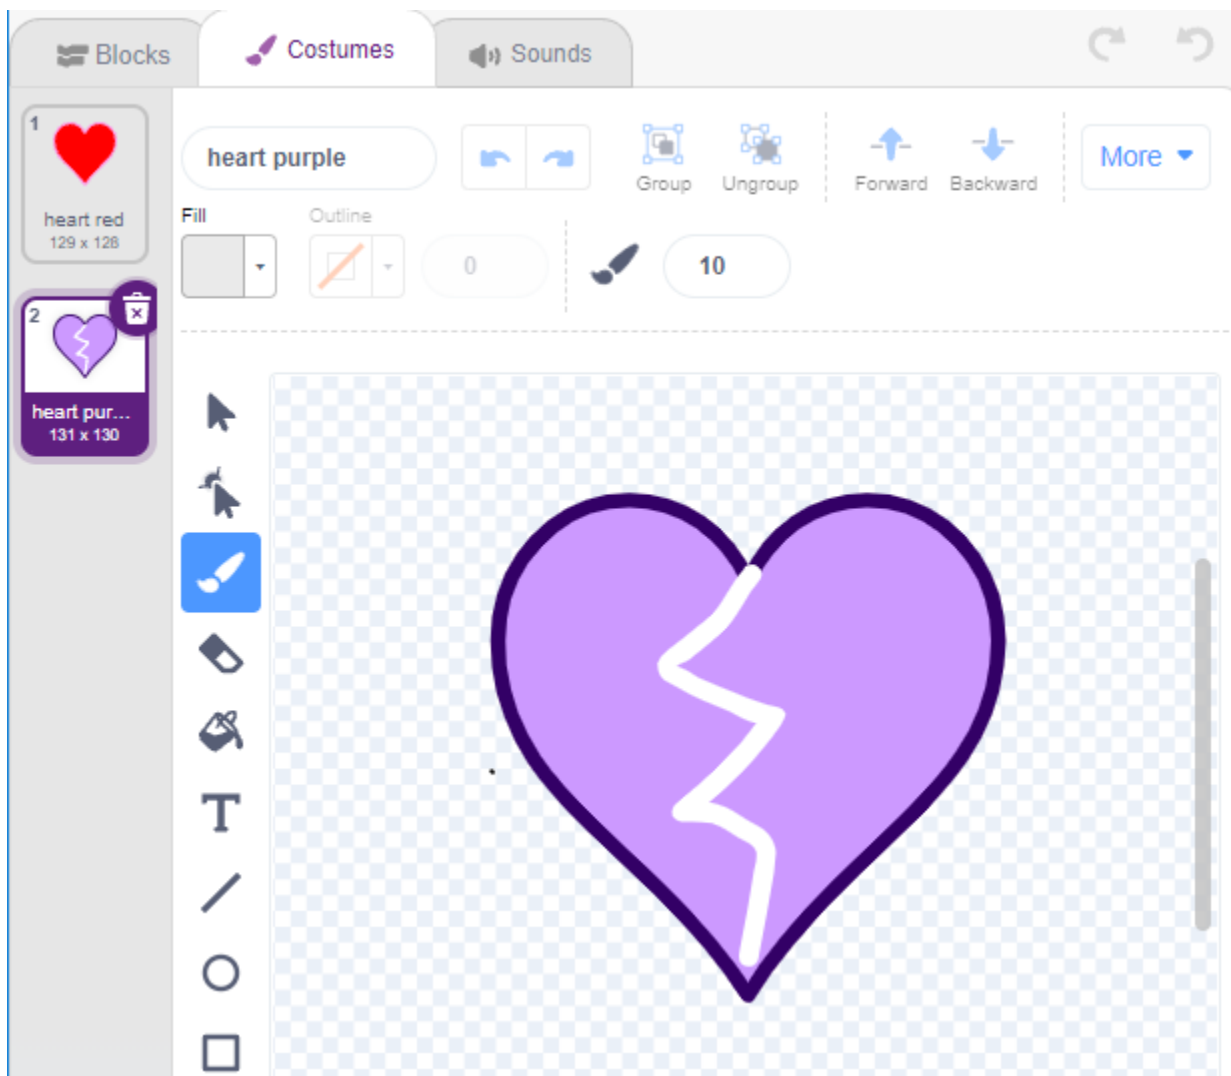 Blocks
Costumes
Sounds
1
heart red
129 x 128
2
heart pur...
131 x 130
heart purple
Group
Ungroup
Forward
Backward
More
Fill
Outline
0
10
T